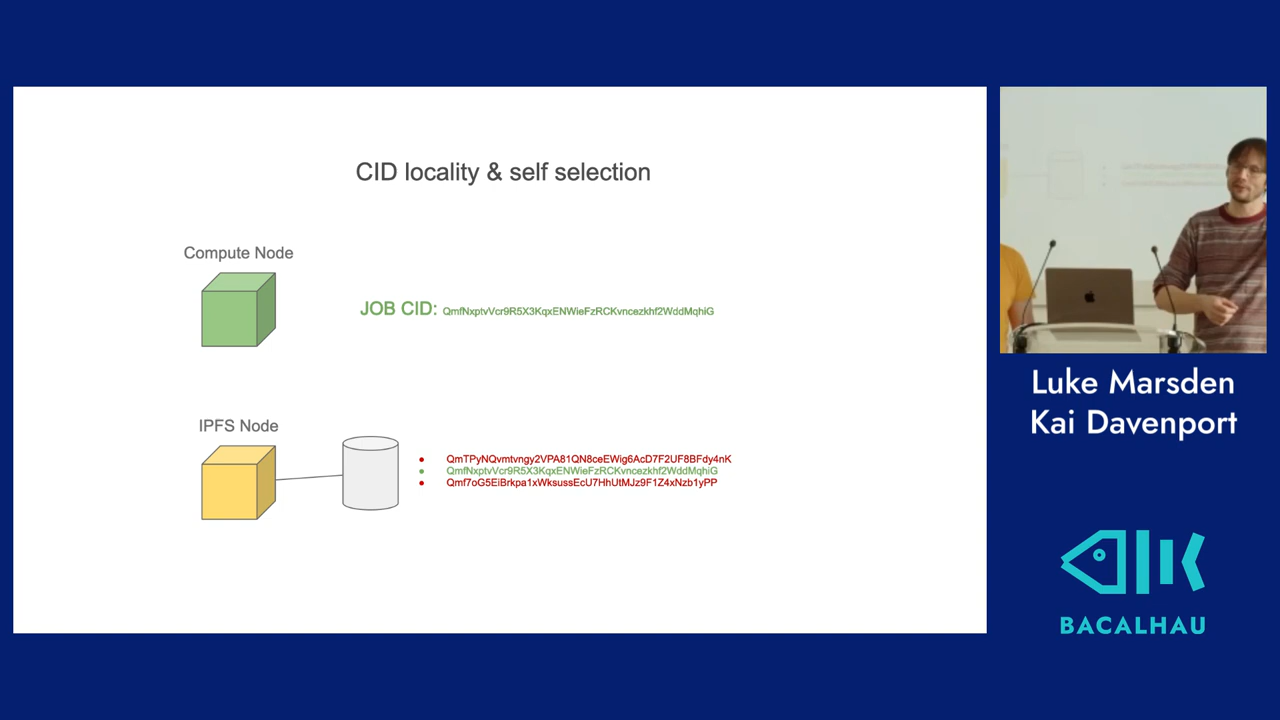 CID locality & self selection
Compute Node
JOB CID: QmfNxptvVcr9R5X3KqxENWieFzRCKvncezkhf2WddMqhiG
IPFS Node
QmTPyNQvmtvngy2VPA81QN8ceEWig6AcD7F2UF8BFdy4nK
QmfNxptvVcr9R5X3KqxENWieFzRCKvncezkhf2WddMqhiG
Qmf7oG5EiBrkpa1xWksussEcU7HhUtMJz9F1Z4xNzb1yPP
Luke Marsden
Kai Davenport
BACALHAU